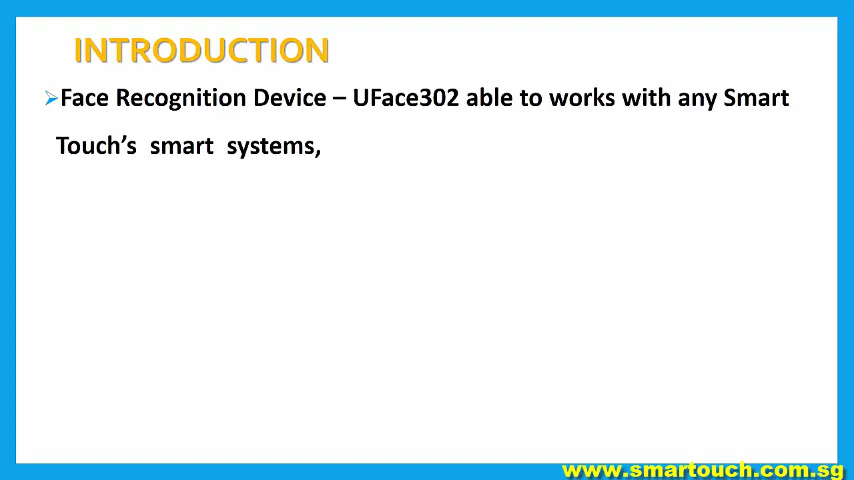 INTRODUCTION
➢Face Recognition Device – UFace302 able to works with any Smart
Touch’s smart systems,
www.smartouch.com.sg